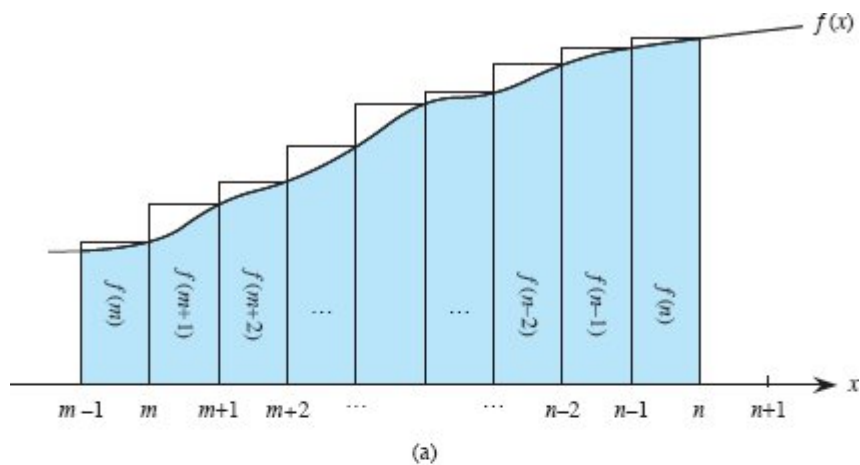 f(x)
f(m)
f(m+1)
f(m+2)
...
...
f(n–2)
f(n–1)
f(n)
x
m –1 m m+1 m+2 ... ... n–2 n–1 n n+1
(a)